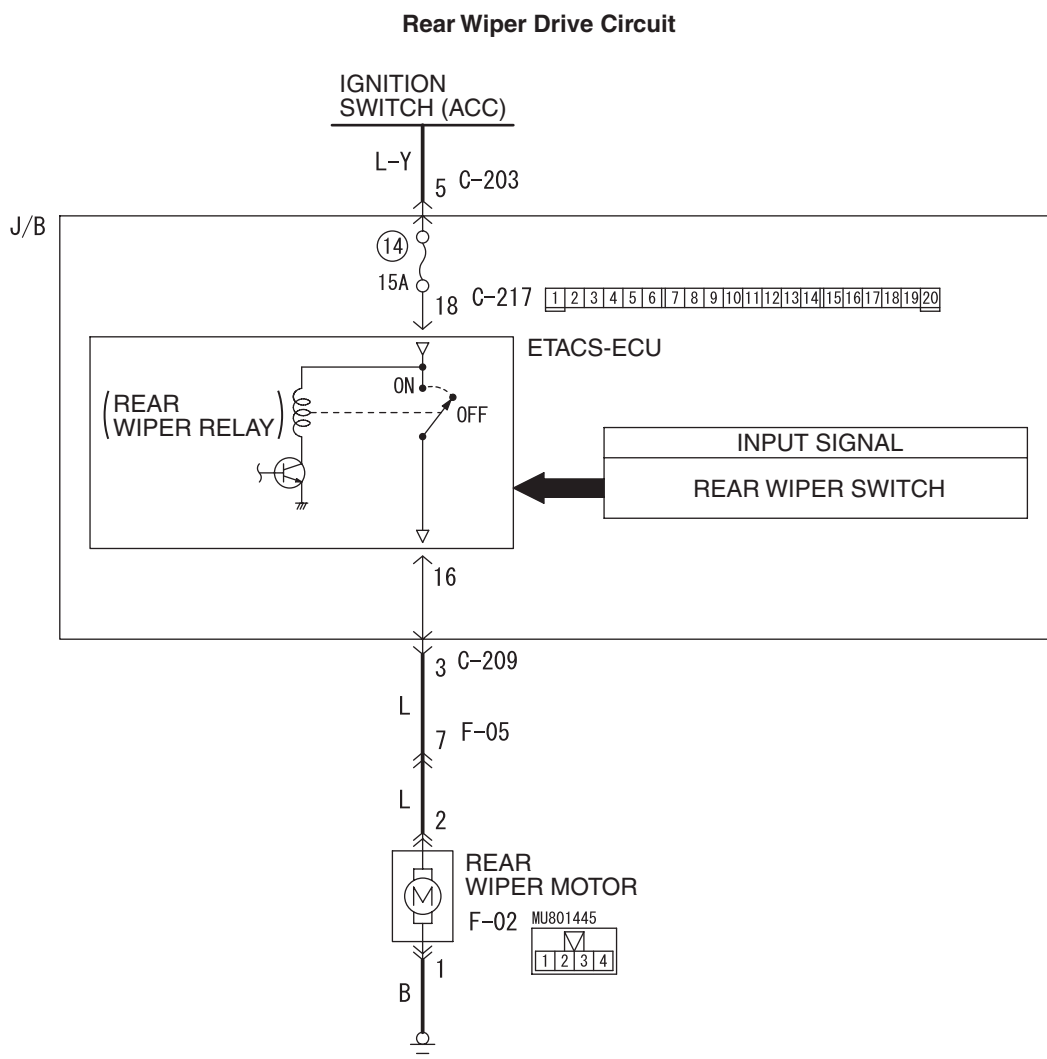 Rear Wiper Drive Circuit
IGNITION
SWITCH (ACC)
L-Y
5 C-203
J/B
14
15A
18 C-217
1 2 3 4 5 6 7 8 9 10 11 12 13 14 15 16 17 18 19 20
ETACS-ECU
ON
OFF
(REAR
WIPER RELAY)
INPUT SIGNAL
REAR WIPER SWITCH
16
3 C-209
L
7 F-05
L
2
REAR
WIPER MOTOR
M
F-02 MU801445
1 2 3 4
1
B